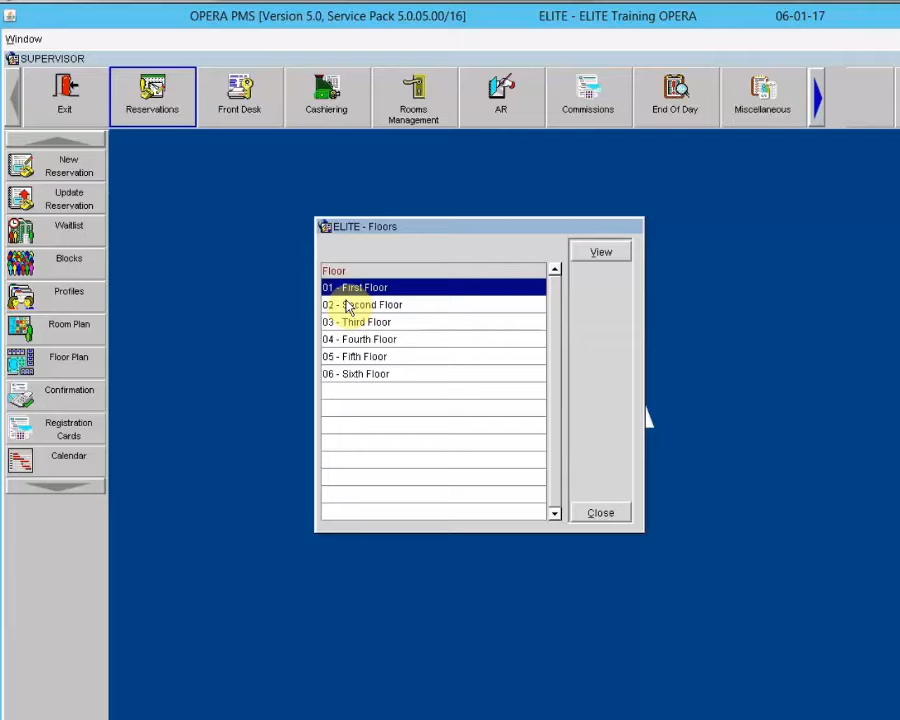 OPERA PMS [Version 5.0, Service Pack 5.0.05.00/16] ELITE - ELITE Training OPERA 06-01-17
Window
SUPERVISOR
Exit
Reservations
Front Desk
Cashiering
Rooms
Management
AR
Commissions
End Of Day
Miscellaneous
New
Reservation
Update
Reservation
Waitlist
Blocks
Profiles
Room Plan
Floor Plan
Confirmation
Registration
Cards
Calendar
ELITE - Floors
View
Floor
01 - First Floor
02 - Second Floor
03 - Third Floor
04 - Fourth Floor
05 - Fifth Floor
06 - Sixth Floor
Close